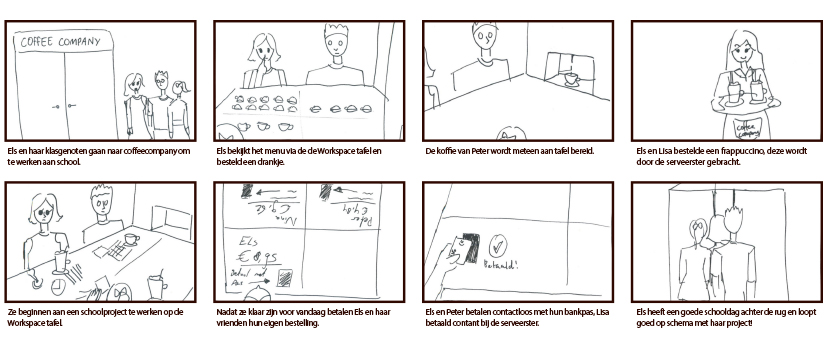 COFFEE COMPANY
Els en haar klasgenoten gaan naar coffeecompany om
te werken aan school.
Els bekijkt het menu via de deWorkspace tafel en
besteld een drankje.
De koffie van Peter wordt meteen aan tafel bereid.
coffee
company
Els en Lisa bestelde een frappuccino, deze wordt
door de serveerster gebracht.
Ze beginnen aan een schoolproject te werken op de
Workspace tafel.
Peter
€4,84
ELS
€8,95
Betaal met
Pas
Nadat ze klaar zijn voor vandaag betalen Els en haar
vrienden hun eigen bestelling.
Betaald!
Els en Peter betalen contactloos met hun bankpas, Lisa
betaald contant bij de serveerster.
Els heeft een goede schooldag achter de rug en loopt
goed op schema met haar project!